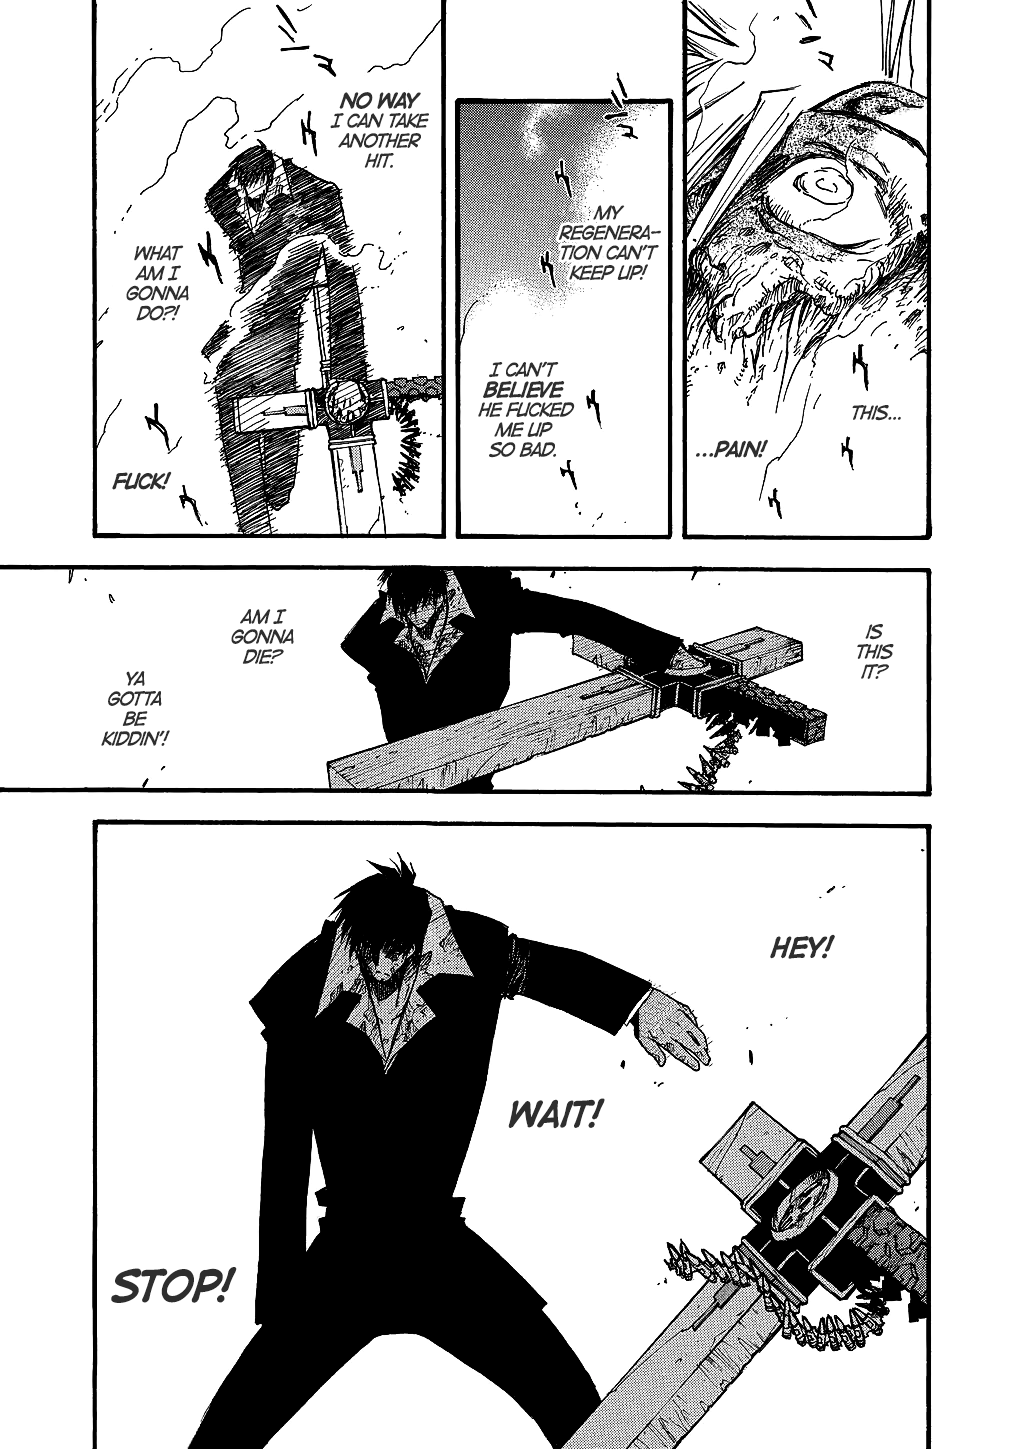 THIS...
...PAIN!
MY
REGENERA-
TION CAN'T
KEEP UP!
I CAN'T
BELIEVE
HE FUCKED
ME UP
SO BAD.
NO WAY
I CAN TAKE
ANOTHER
HIT.
WHAT
AM I
GONNA
DO?!
FUCK!
IS
THIS
IT?
AM I
GONNA
DIE?
YA
GOTTA
BE
KIDDIN'!
HEY!
WAIT!
STOP!